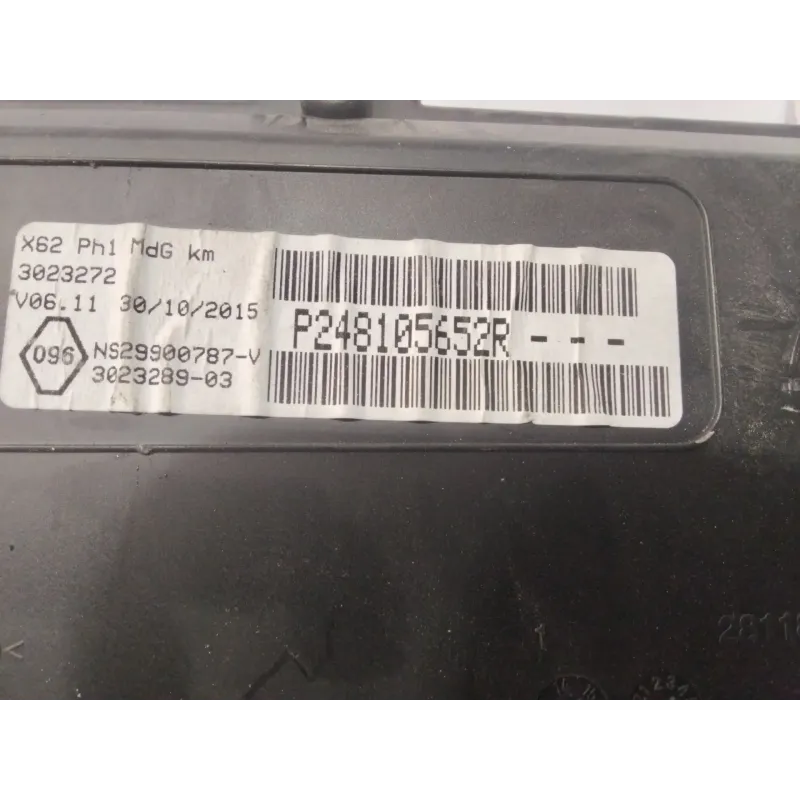 X62 Ph1 MdG km
3023272
V06.11 30/10/2015
096 NS29900787-V
3023289-03
P248105652R - - -